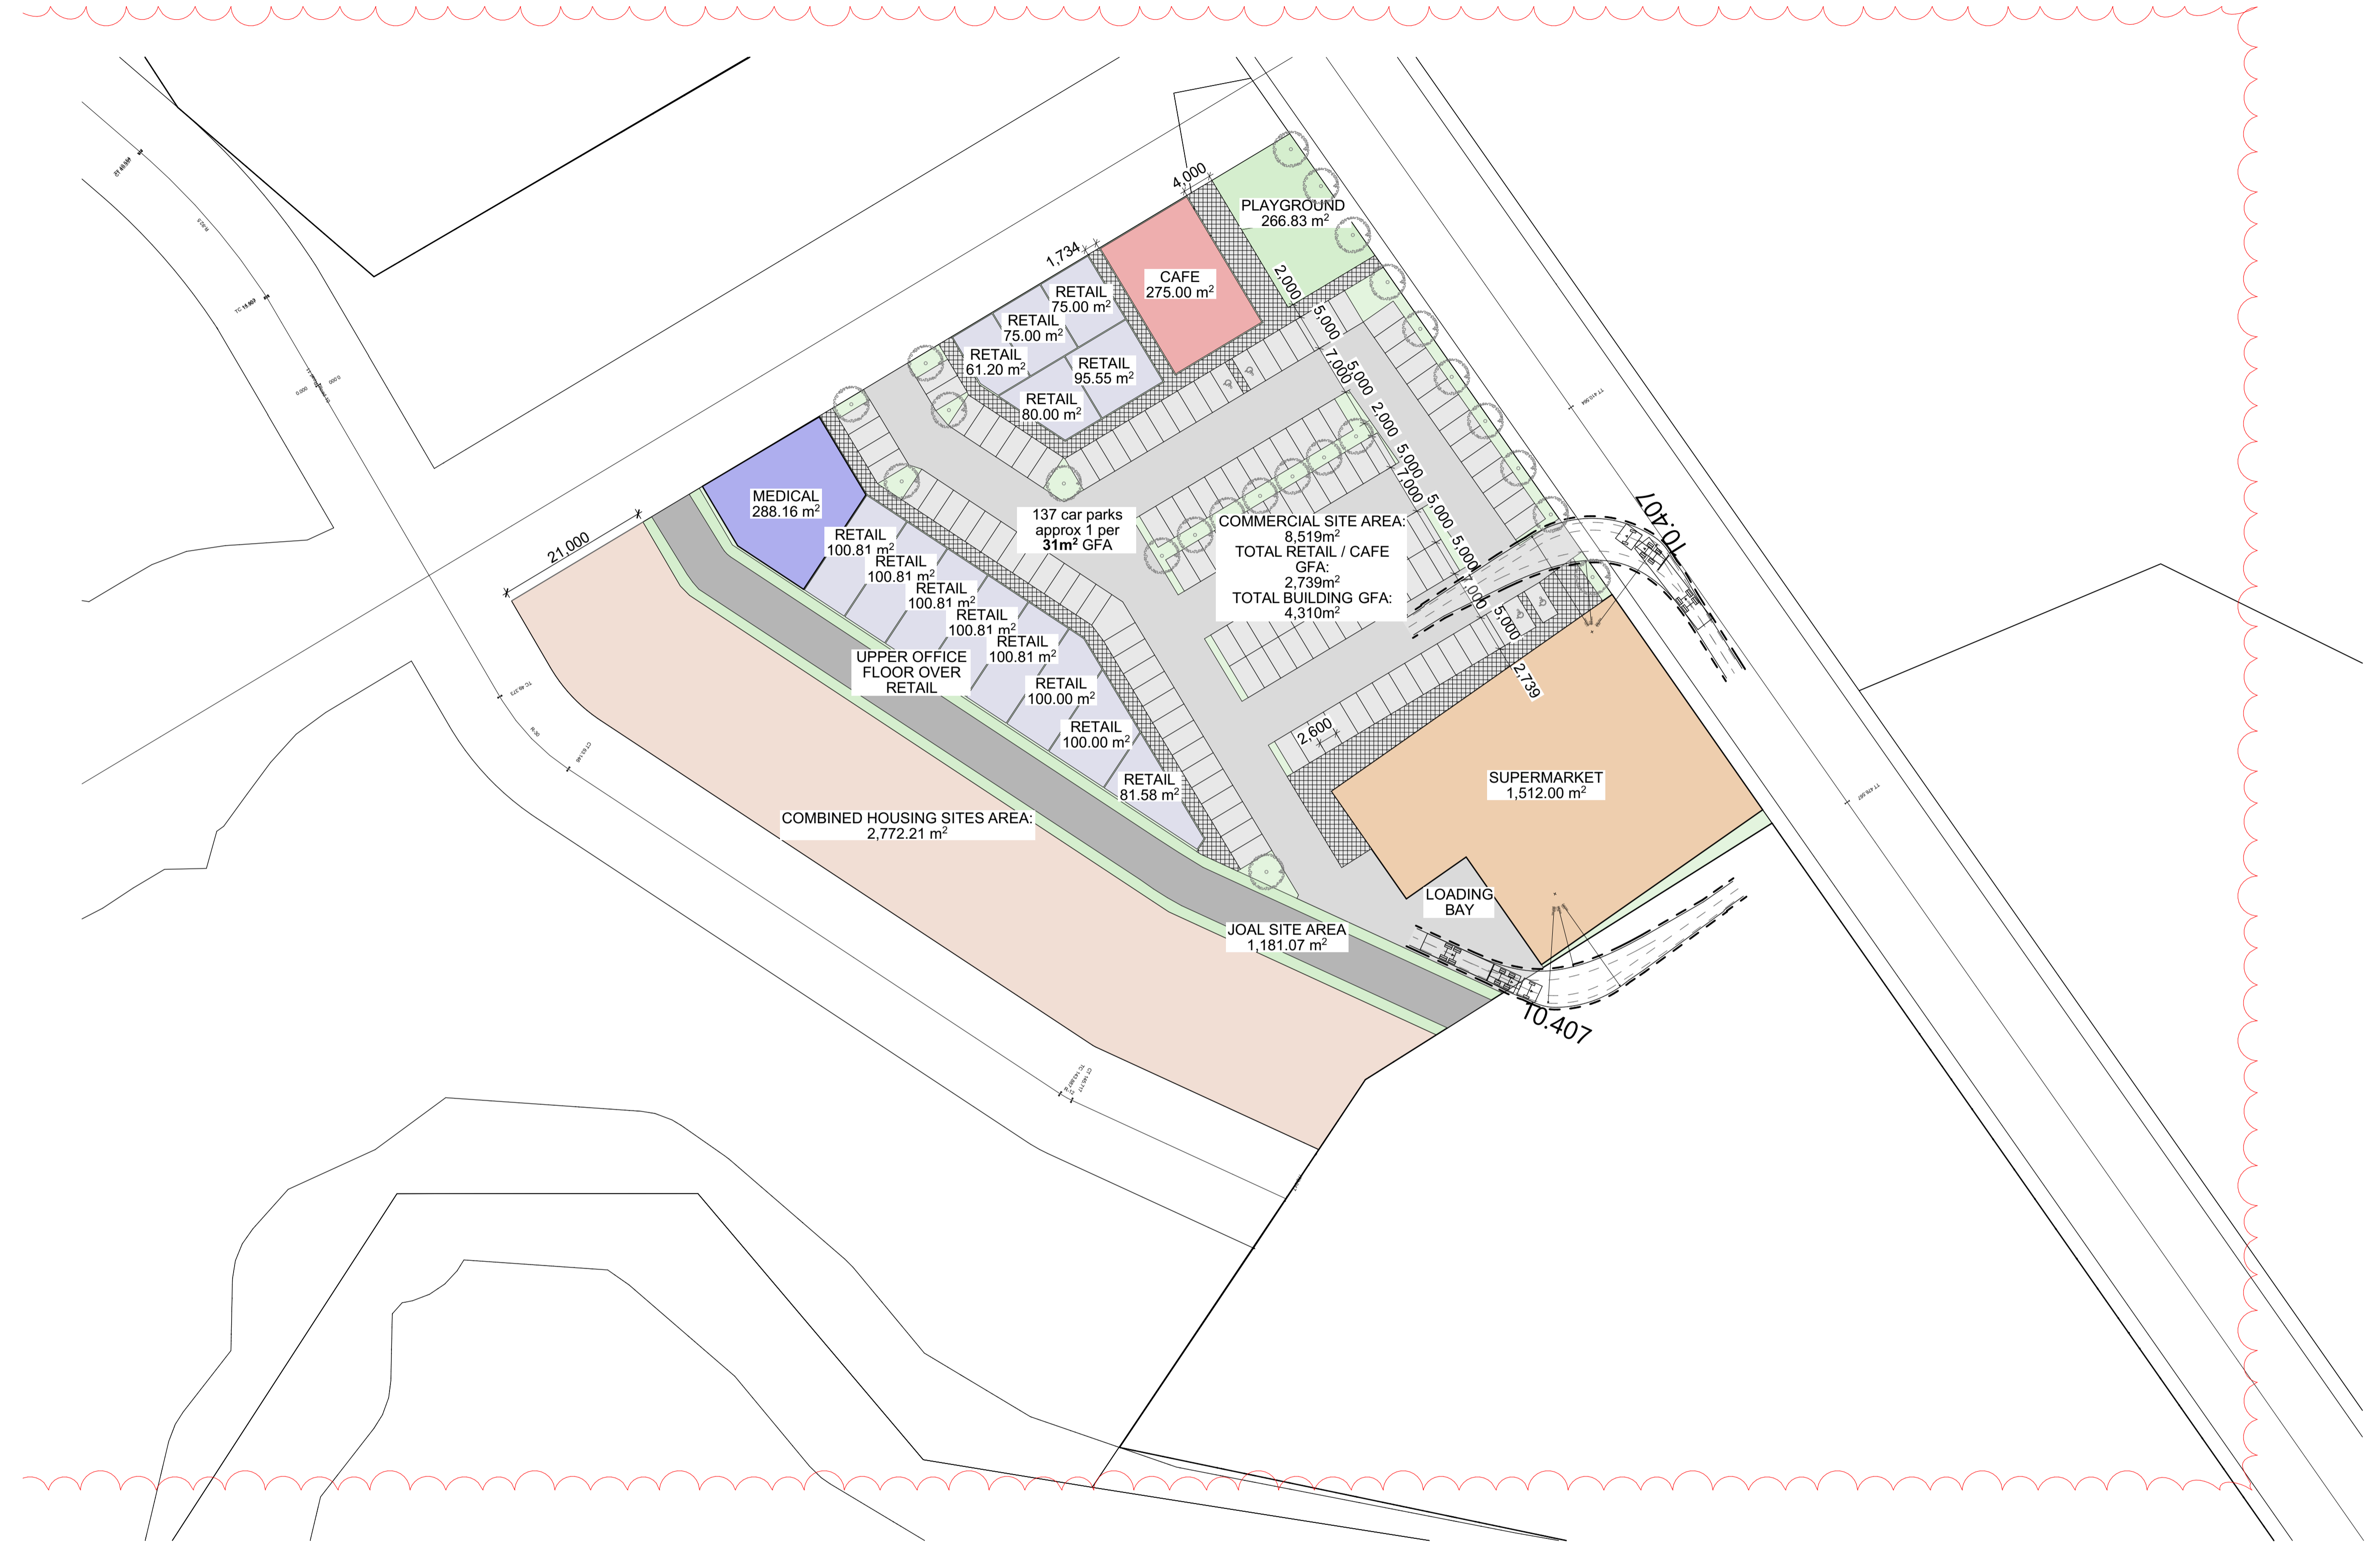 4,000
PLAYGROUND
266.83 m²
1,734
CAFE
275.00 m²
2,000
RETAIL
75.00 m²
RETAIL
75.00 m²
RETAIL
61.20 m²
RETAIL
95.55 m²
RETAIL
80.00 m²
5,000
7,000
5,000
2,000
5,000
7,000
5,000
5,000
7,000
5,000
2,739
MEDICAL
288.16 m²
137 car parks
approx 1 per
31m² GFA
COMMERCIAL SITE AREA:
8,519m²
TOTAL RETAIL / CAFE
GFA:
2,739m²
TOTAL BUILDING GFA:
4,310m²
10.407
21,000
RETAIL
100.81 m²
RETAIL
100.81 m²
RETAIL
100.81 m²
RETAIL
100.81 m²
RETAIL
100.81 m²
RETAIL
100.00 m²
RETAIL
100.00 m²
RETAIL
81.58 m²
UPPER OFFICE
FLOOR OVER
RETAIL
2,600
SUPERMARKET
1,512.00 m²
COMBINED HOUSING SITES AREA:
2,772.21 m²
LOADING
BAY
JOAL SITE AREA
1,181.07 m²
10.407